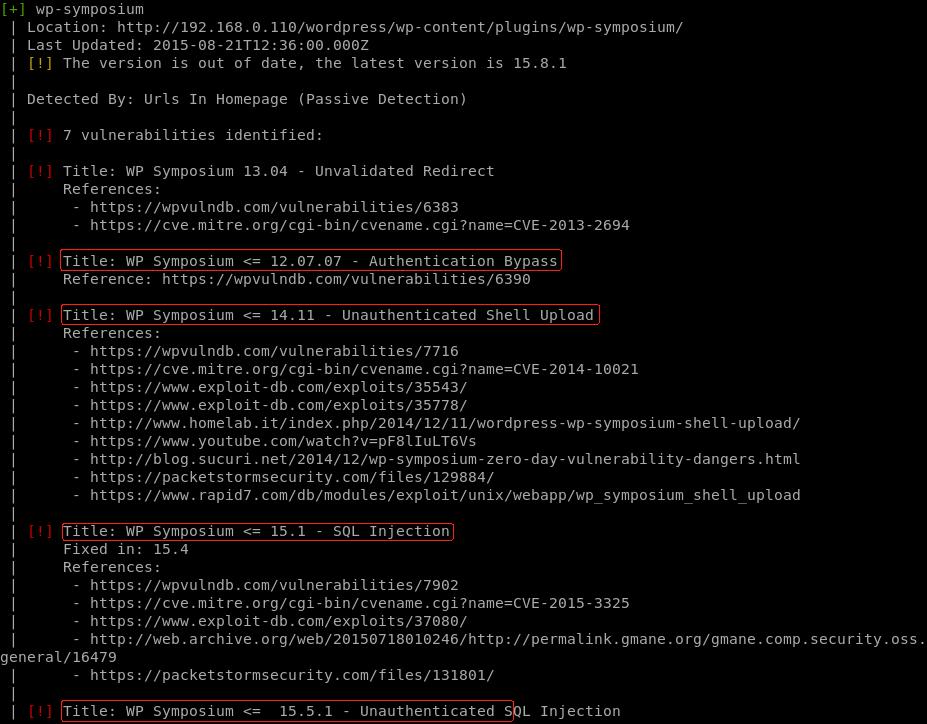 [+] wp-symposium
| Location: http://192.168.0.110/wordpress/wp-content/plugins/wp-symposium/
| Last Updated: 2015-08-21T12:36:00.000Z
| [!] The version is out of date, the latest version is 15.8.1
|
| Detected By: Urls In Homepage (Passive Detection)
|
| [!] 7 vulnerabilities identified:
|
| [!] Title: WP Symposium 13.04 - Unvalidated Redirect
|     References:
|      - https://wpvulndb.com/vulnerabilities/6383
|      - https://cve.mitre.org/cgi-bin/cvename.cgi?name=CVE-2013-2694
|
| [!] Title: WP Symposium <= 12.07.07 - Authentication Bypass
|     Reference: https://wpvulndb.com/vulnerabilities/6390
|
| [!] Title: WP Symposium <= 14.11 - Unauthenticated Shell Upload
|     References:
|      - https://wpvulndb.com/vulnerabilities/7716
|      - https://cve.mitre.org/cgi-bin/cvename.cgi?name=CVE-2014-10021
|      - https://www.exploit-db.com/exploits/35543/
|      - https://www.exploit-db.com/exploits/35778/
|      - http://www.homelab.it/index.php/2014/12/11/wordpress-wp-symposium-shell-upload/
|      - https://www.youtube.com/watch?v=pF8lIuLT6Vs
|      - http://blog.sucuri.net/2014/12/wp-symposium-zero-day-vulnerability-dangers.html
|      - https://packetstormsecurity.com/files/129884/
|      - https://www.rapid7.com/db/modules/exploit/unix/webapp/wp_symposium_shell_upload
|
| [!] Title: WP Symposium <= 15.1 - SQL Injection
|     Fixed in: 15.4
|     References:
|      - https://wpvulndb.com/vulnerabilities/7902
|      - https://cve.mitre.org/cgi-bin/cvename.cgi?name=CVE-2015-3325
|      - https://www.exploit-db.com/exploits/37080/
|      - http://web.archive.org/web/20150718010246/http://permalink.gmane.org/gmane.comp.security.oss.
general/16479
|      - https://packetstormsecurity.com/files/131801/
|
| [!] Title: WP Symposium <=  15.5.1 - Unauthenticated SQL Injection